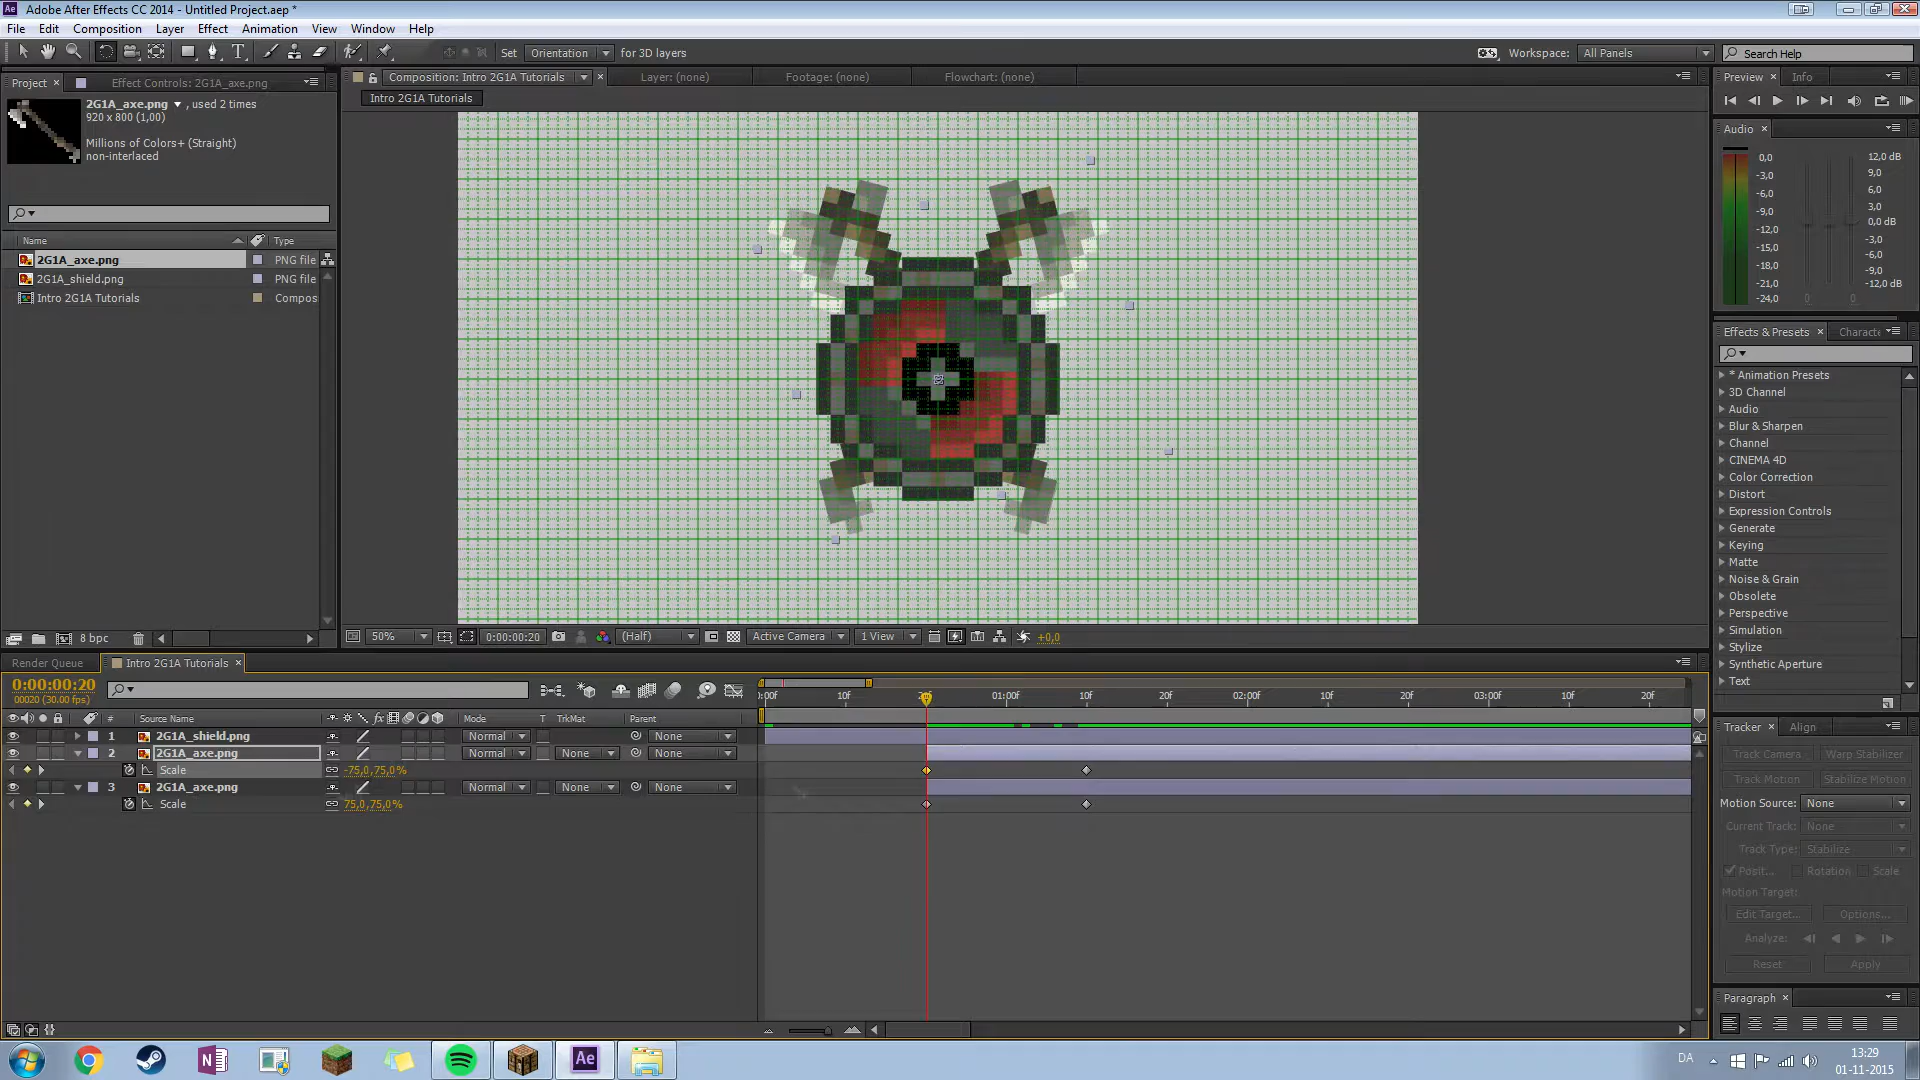 Adobe After Effects CC 2014 - Untitled Project.aep *
File Edit Composition Layer Effect Animation View Window Help
Set Orientation for 3D layers
Workspace: All Panels
Search Help
Project × Effect Controls: 2G1A_axe.png
Composition: Intro 2G1A Tutorials × Layer: (none) Footage: (none) Flowchart: (none)
Preview × Info
Intro 2G1A Tutorials
2G1A_axe.png , used 2 times
920 x 800 (1,00)
Millions of Colors+ (Straight)
non-interlaced
Name Type
2G1A_axe.png PNG file
2G1A_shield.png PNG file
Intro 2G1A Tutorials Compos
8 bpc
50% 0:00:00:20 (Half) Active Camera 1 View +0,0
Audio ×
0,0 12,0 dB
-3,0 9,0
-6,0 6,0
-9,0 3,0
-12,0 0,0 dB
-15,0 -3,0
-18,0 -6,0
-21,0 -9,0
-24,0 -12,0 dB
0 0
Effects & Presets × Characte
* Animation Presets
3D Channel
Audio
Blur & Sharpen
Channel
CINEMA 4D
Color Correction
Distort
Expression Controls
Generate
Keying
Matte
Noise & Grain
Obsolete
Perspective
Simulation
Stylize
Synthetic Aperture
Text
Render Queue Intro 2G1A Tutorials ×
0:00:00:20
00020 (30.00 fps)
):00f 10f 01:00f 10f 20f 02:00f 10f 20f 03:00f 10f 20f
# Source Name fx Mode T TrkMat Parent
1 2G1A_shield.png Normal None
2 2G1A_axe.png Normal None None
Scale -75,0,75,0%
3 2G1A_axe.png Normal None None
Scale 75,0,75,0%
Tracker × Align
Track Camera Warp Stabilizer
Track Motion Stabilize Motion
Motion Source: None
Current Track: None
Track Type: Stabilize
Posit... Rotation Scale
Motion Target:
Edit Target... Options...
Analyze:
Reset Apply
Paragraph ×
Ae
DA
13:29
01-11-2015